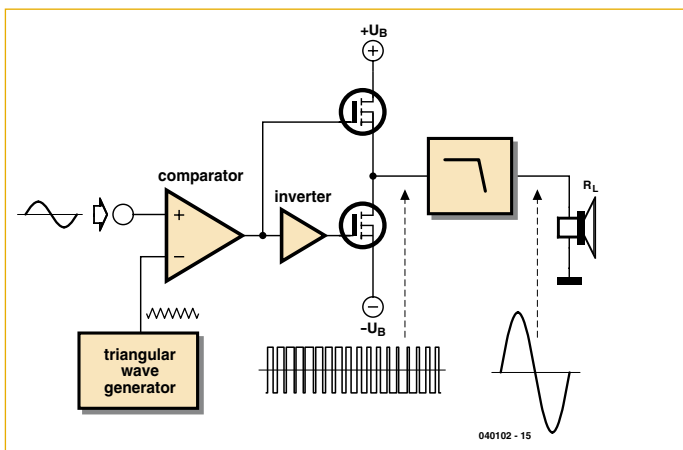 +UB
+
comparator
inverter
RL
+
−
−
−UB
triangular
wave
generator
040102 - 15